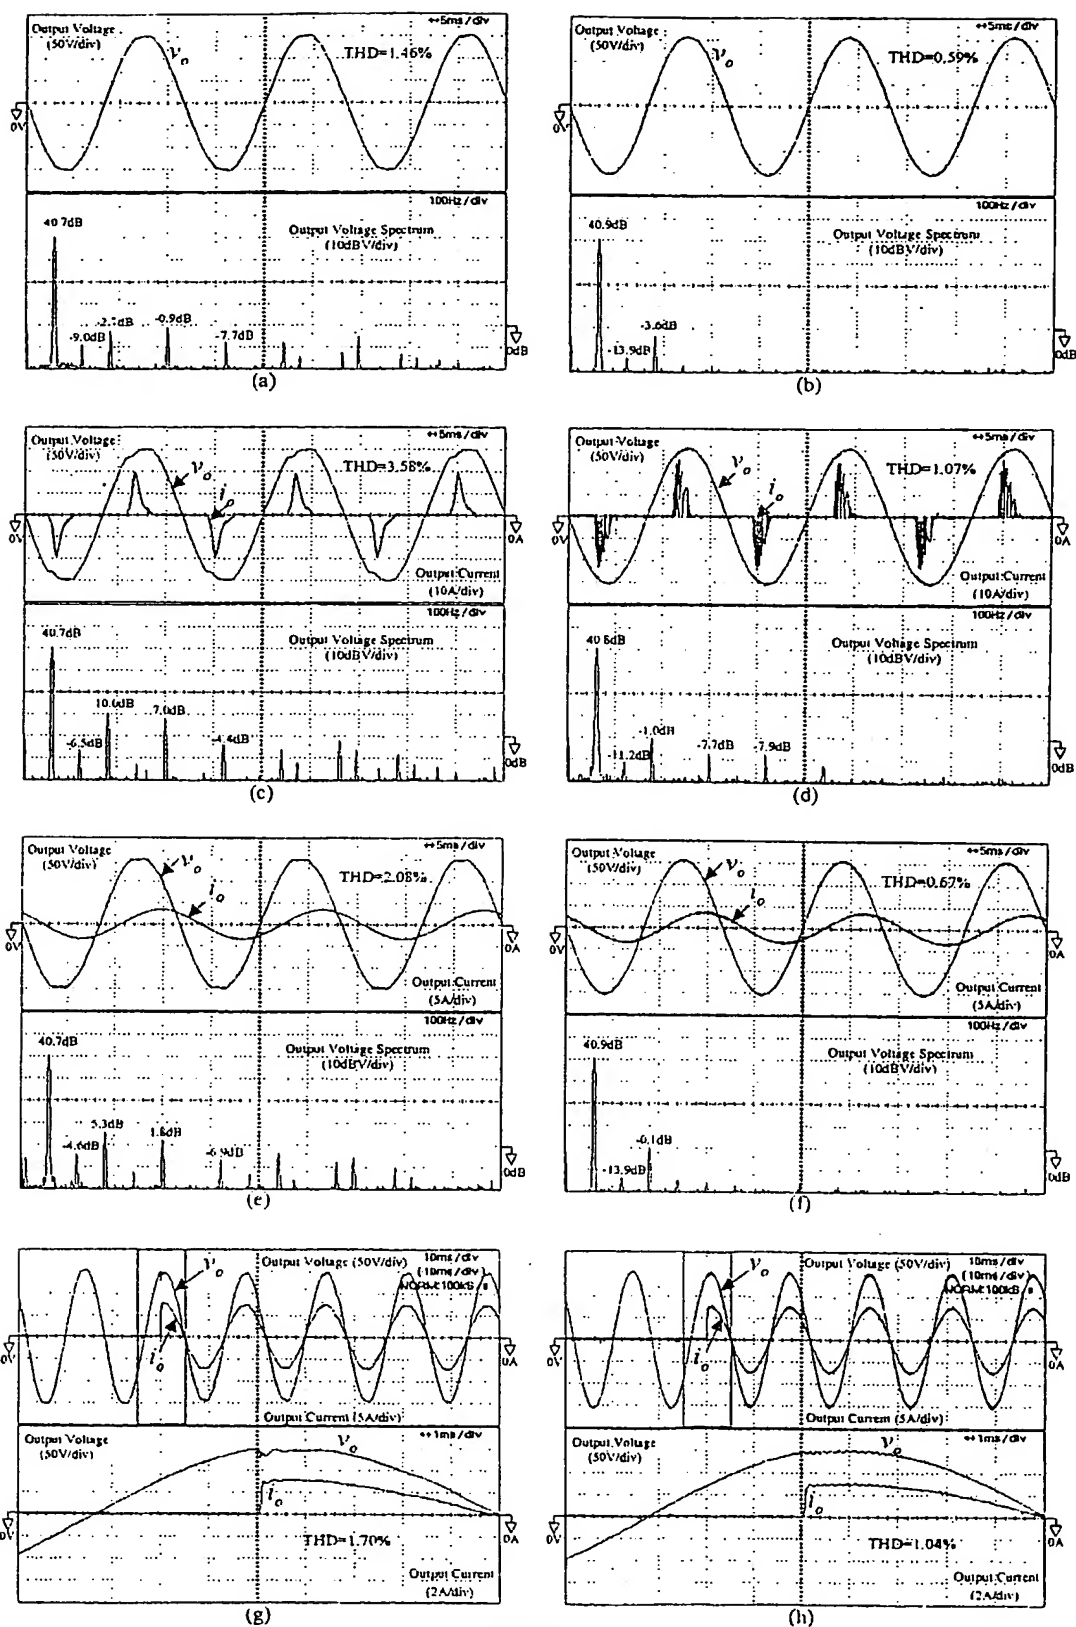 Output Voltage
(50V/div)
↔5ms/div
v_o
THD=1.46%
0V
100Hz/div
40.7dB
Output Voltage Spectrum
(10dBV/div)
-9.0dB
-0.9dB
-7.7dB
0dB
(a)
Output Voltage
(50V/div)
↔5ms/div
v_o
THD=0.59%
0V
100Hz/div
40.9dB
Output Voltage Spectrum
(10dBV/div)
-13.9dB
-3.6dB
0dB
(b)
Output Voltage
(50V/div)
↔5ms/div
v_o
i_o
THD=3.58%
0V
0A
Output Current
(10A/div)
100Hz/div
40.7dB
Output Voltage Spectrum
(10dBV/div)
-6.5dB
10.0dB
7.0dB
-4.4dB
0dB
(c)
Output Voltage
(50V/div)
↔5ms/div
v_o
i_o
THD=1.07%
0V
0A
Output Current
(10A/div)
100Hz/div
40.8dB
Output Voltage Spectrum
(10dBV/div)
-11.2dB
-1.0dB
-7.7dB
-7.9dB
0dB
(d)
Output Voltage
(50V/div)
↔5ms/div
v_o
i_o
THD=2.08%
0V
0A
Output Current
(5A/div)
100Hz/div
40.7dB
Output Voltage Spectrum
(10dBV/div)
-4.6dB
5.3dB
1.8dB
-6.9dB
0dB
(e)
Output Voltage
(50V/div)
↔5ms/div
v_o
i_o
THD=0.67%
0V
0A
Output Current
(5A/div)
100Hz/div
40.9dB
Output Voltage Spectrum
(10dBV/div)
-13.9dB
-0.1dB
0dB
(f)
Output Voltage (50V/div)
10ms/div
(10ms/div)
NORM:100kS/s
v_o
i_o
0V
0A
Output Current (5A/div)
Output Voltage
(50V/div)
↔1ms/div
v_o
i_o
0V
0A
THD=1.70%
Output Current
(2A/div)
(g)
Output Voltage (50V/div)
10ms/div
(10ms/div)
NORM:100kS/s
v_o
i_o
0V
0A
Output Current (5A/div)
Output Voltage
(50V/div)
↔1ms/div
v_o
i_o
0V
0A
THD=1.04%
Output Current
(2A/div)
(h)